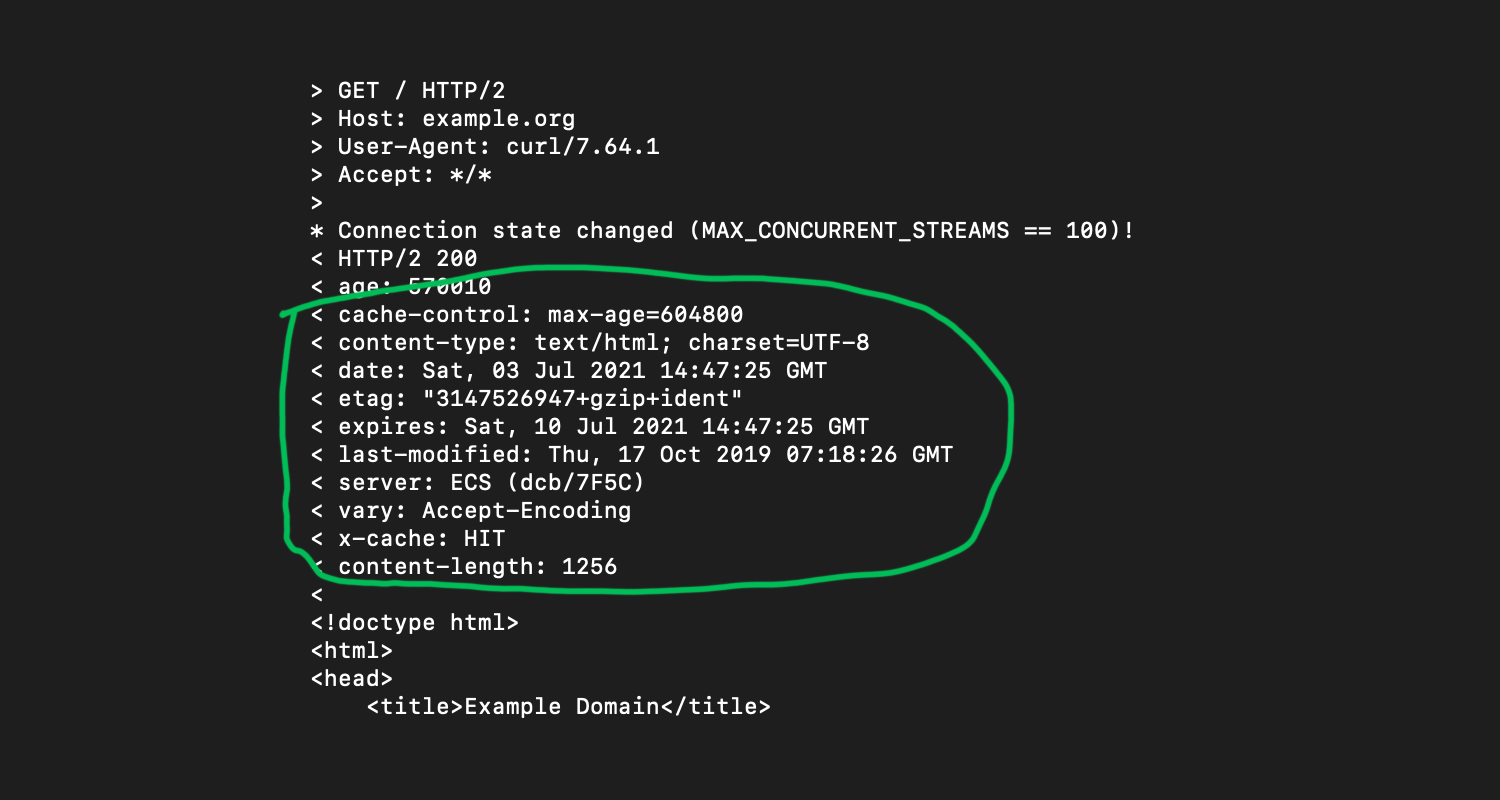 > GET / HTTP/2
> Host: example.org
> User-Agent: curl/7.64.1
> Accept: */*
>
* Connection state changed (MAX_CONCURRENT_STREAMS == 100)!
< HTTP/2 200
< age: 570010
< cache-control: max-age=604800
< content-type: text/html; charset=UTF-8
< date: Sat, 03 Jul 2021 14:47:25 GMT
< etag: "3147526947+gzip+ident"
< expires: Sat, 10 Jul 2021 14:47:25 GMT
< last-modified: Thu, 17 Oct 2019 07:18:26 GMT
< server: ECS (dcb/7F5C)
< vary: Accept-Encoding
< x-cache: HIT
< content-length: 1256
<
<!doctype html>
<html>
<head>
    <title>Example Domain</title>